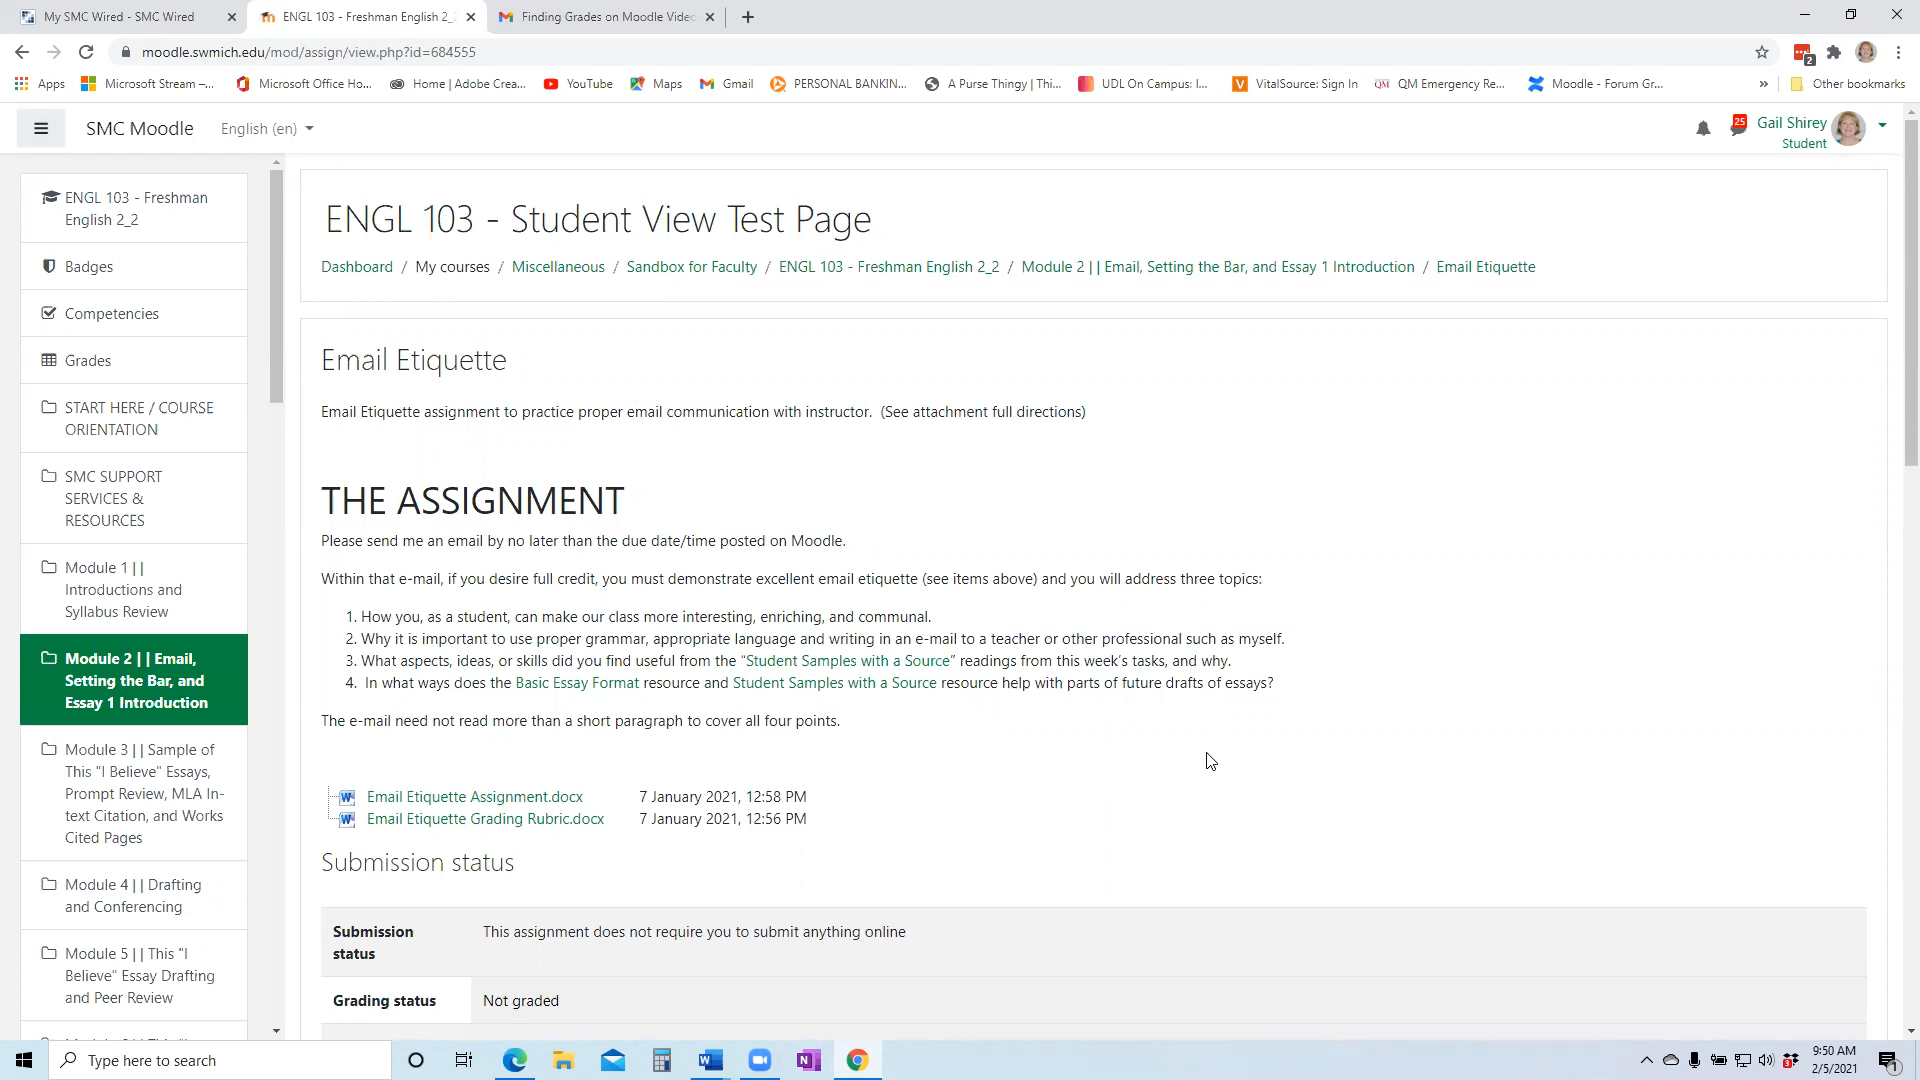 My SMC Wired - SMC Wired
ENGL 103 - Freshman English 2_2
Finding Grades on Moodle Video
moodle.swmich.edu/mod/assign/view.php?id=684555
2
Apps
Microsoft Stream –...
Microsoft Office Ho...
Home | Adobe Crea...
YouTube
Maps
Gmail
PERSONAL BANKIN...
A Purse Thingy | Thi...
UDL On Campus: I...
VitalSource: Sign In
QM Emergency Re...
Moodle - Forum Gr...
»
Other bookmarks
SMC Moodle
English (en)
25
Gail Shirey
Student
ENGL 103 - Freshman
English 2_2
Badges
Competencies
Grades
START HERE / COURSE
ORIENTATION
SMC SUPPORT
SERVICES &
RESOURCES
Module 1 | |
Introductions and
Syllabus Review
Module 2 | | Email,
Setting the Bar, and
Essay 1 Introduction
Module 3 | | Sample of
This "I Believe" Essays,
Prompt Review, MLA In-
text Citation, and Works
Cited Pages
Module 4 | | Drafting
and Conferencing
Module 5 | | This "I
Believe" Essay Drafting
and Peer Review
ENGL 103 - Student View Test Page
Dashboard / My courses / Miscellaneous / Sandbox for Faculty / ENGL 103 - Freshman English 2_2 / Module 2 | | Email, Setting the Bar, and Essay 1 Introduction / Email Etiquette
Email Etiquette
Email Etiquette assignment to practice proper email communication with instructor. (See attachment full directions)
THE ASSIGNMENT
Please send me an email by no later than the due date/time posted on Moodle.
Within that e-mail, if you desire full credit, you must demonstrate excellent email etiquette (see items above) and you will address three topics:
1. How you, as a student, can make our class more interesting, enriching, and communal.
2. Why it is important to use proper grammar, appropriate language and writing in an e-mail to a teacher or other professional such as myself.
3. What aspects, ideas, or skills did you find useful from the “Student Samples with a Source” readings from this week’s tasks, and why.
4. In what ways does the Basic Essay Format resource and Student Samples with a Source resource help with parts of future drafts of essays?
The e-mail need not read more than a short paragraph to cover all four points.
Email Etiquette Assignment.docx 7 January 2021, 12:58 PM
Email Etiquette Grading Rubric.docx 7 January 2021, 12:56 PM
Submission status
Submission
status
This assignment does not require you to submit anything online
Grading status
Not graded
Type here to search
9:50 AM
2/5/2021